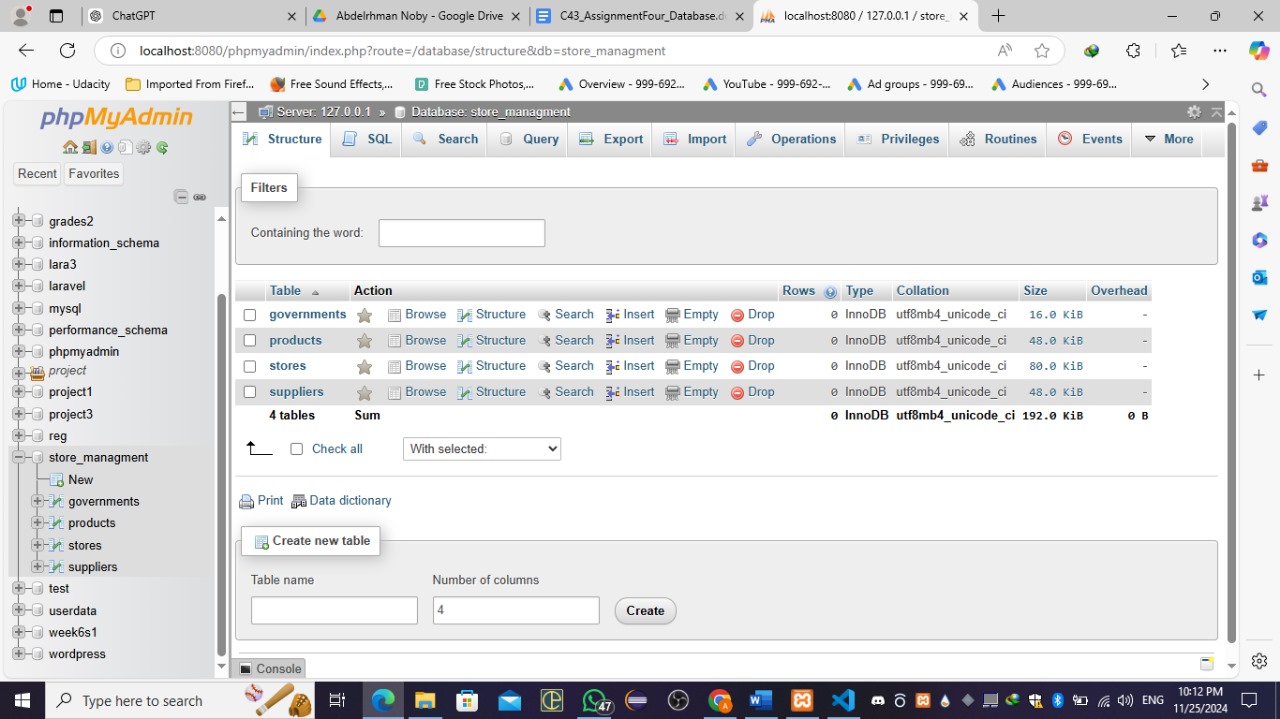 ChatGPT
Abdelrhman Noby - Google Drive
C43_AssignmentFour_Database.d
localhost:8080 / 127.0.0.1 / store_
localhost:8080/phpmyadmin/index.php?route=/database/structure&db=store_managment
Home - Udacity
Imported From Firef...
Free Sound Effects,...
Free Stock Photos,...
Overview - 999-692...
YouTube - 999-692-...
Ad groups - 999-69...
Audiences - 999-69...
phpMyAdmin
Recent Favorites
grades2
information_schema
lara3
laravel
mysql
performance_schema
phpmyadmin
project
project1
project3
reg
store_managment
New
governments
products
stores
suppliers
test
userdata
week6s1
wordpress
Server: 127.0.0.1 » Database: store_managment
Structure SQL Search Query Export Import Operations Privileges Routines Events More
Filters
Containing the word:
Table Action Rows Type Collation Size Overhead
governments Browse Structure Search Insert Empty Drop 0 InnoDB utf8mb4_unicode_ci 16.0 KiB -
products Browse Structure Search Insert Empty Drop 0 InnoDB utf8mb4_unicode_ci 48.0 KiB -
stores Browse Structure Search Insert Empty Drop 0 InnoDB utf8mb4_unicode_ci 80.0 KiB -
suppliers Browse Structure Search Insert Empty Drop 0 InnoDB utf8mb4_unicode_ci 48.0 KiB -
4 tables Sum 0 InnoDB utf8mb4_unicode_ci 192.0 KiB 0 B
Check all With selected:
Print Data dictionary
Create new table
Table name Number of columns
4 Create
Console
Type here to search
47
ENG
10:12 PM
11/25/2024